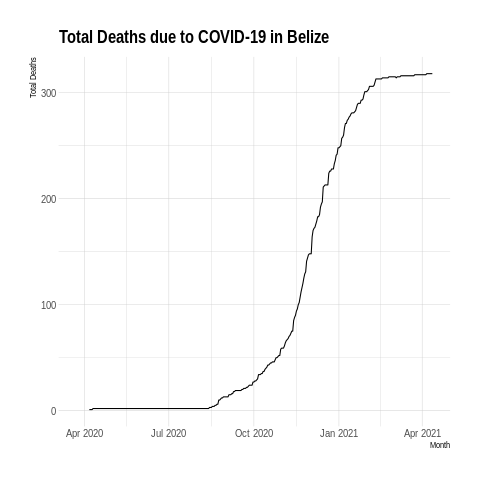 Total Deaths due to COVID-19 in Belize
Total Deaths
300
200
100
0
Apr 2020 Jul 2020 Oct 2020 Jan 2021 Apr 2021
Month